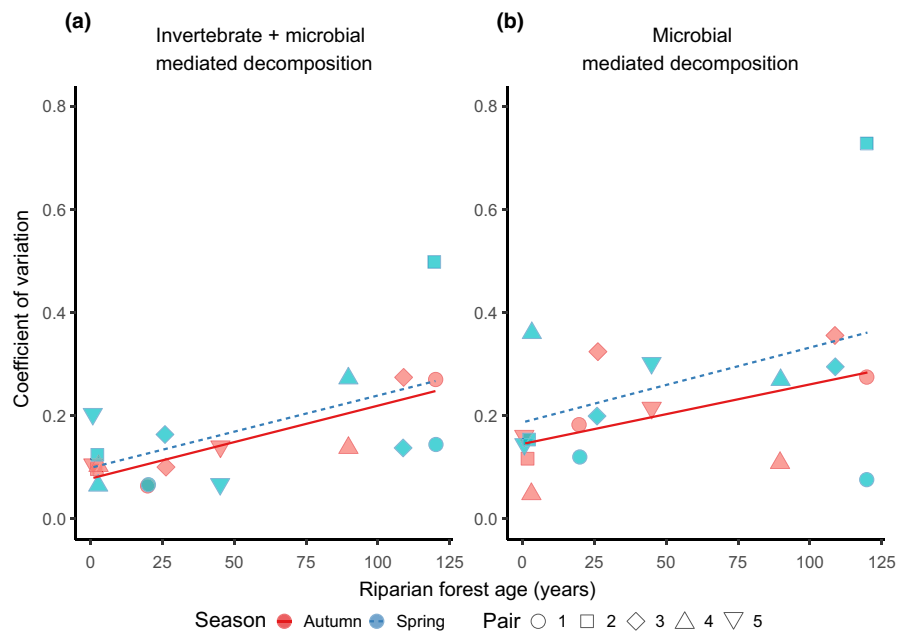 (a)
Invertebrate + microbial
mediated decomposition
(b)
Microbial
mediated decomposition
Coefficient of variation
0.8
0.6
0.4
0.2
0.0
0 25 50 75 100 125
0.8
0.6
0.4
0.2
0.0
0 25 50 75 100 125
Riparian forest age (years)
Season Autumn Spring Pair 1 2 3 4 5